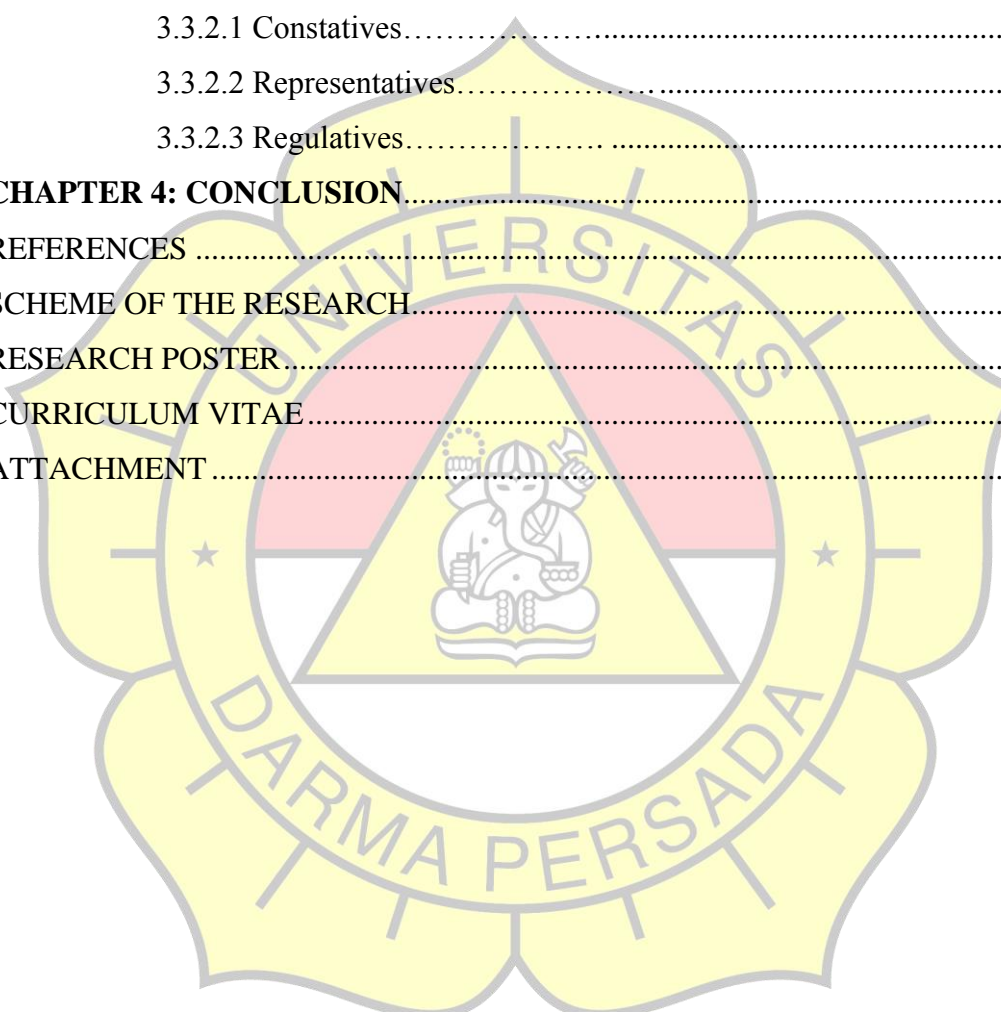 3.3.2.1 Constatives……………….........................................................
3.3.2.2 Representatives………………. .................................................
3.3.2.3 Regulatives………………. ........................................................
CHAPTER 4: CONCLUSION....................................................................................
REFERENCES .........................................................................................................
SCHEME OF THE RESEARCH...............................................................................
RESEARCH POSTER...............................................................................................
CURRICULUM VITAE............................................................................................
ATTACHMENT .......................................................................................................
UNIVERSITAS
DARMA PERSADA